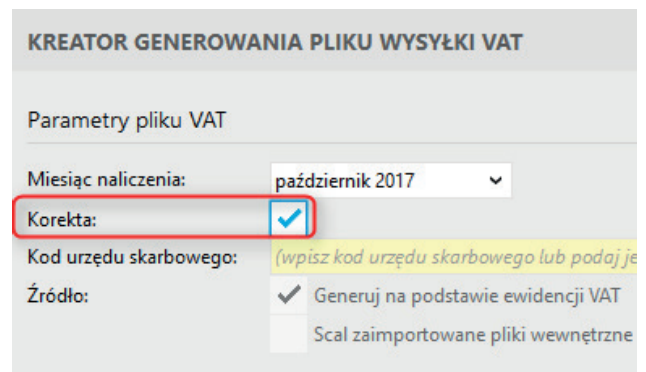 KREATOR GENEROWANIA PLIKU WYSYŁKI VAT
Parametry pliku VAT
Miesiąc naliczenia: październik 2017
Korekta:
Kod urzędu skarbowego: (wpisz kod urzędu skarbowego lub podaj je
Źródło: Generuj na podstawie ewidencji VAT
Scal zaimportowane pliki wewnętrzne